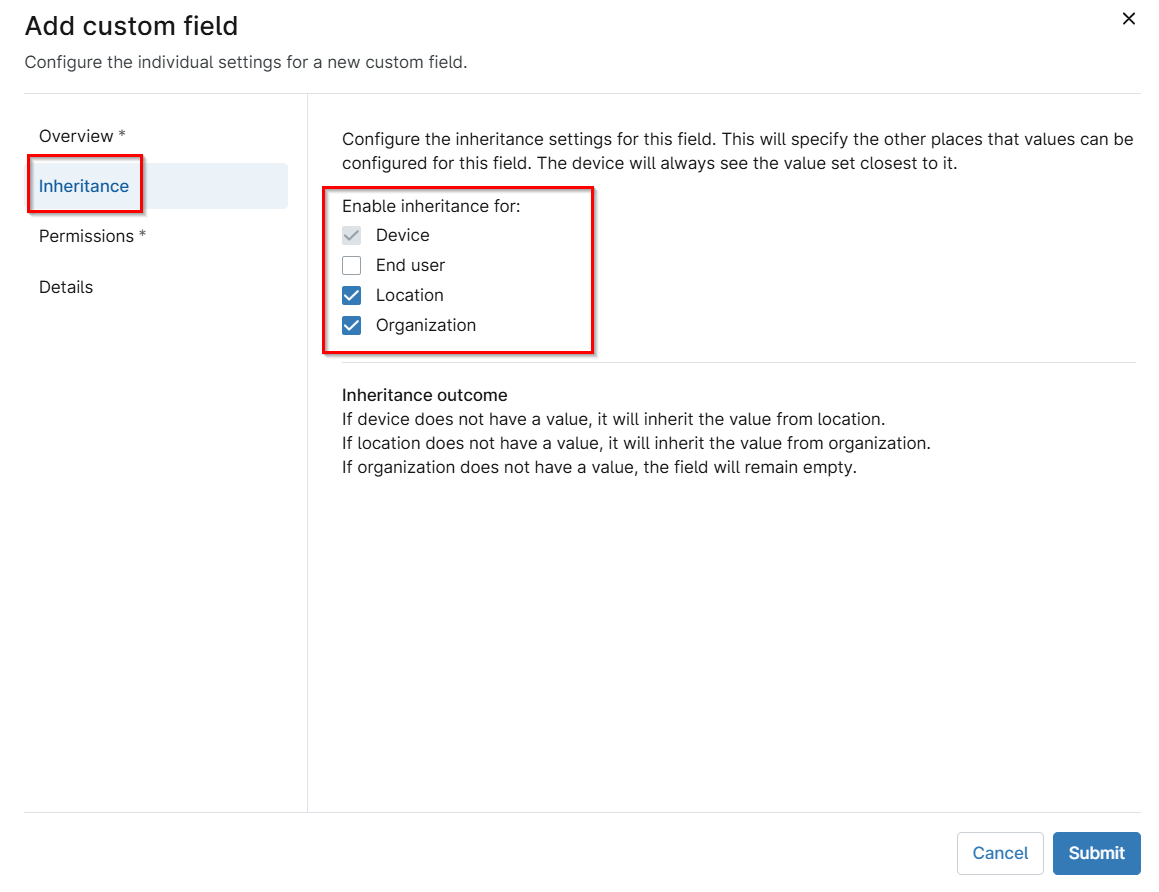 Add custom field
Configure the individual settings for a new custom field.
Overview *
Inheritance
Permissions *
Details
Configure the inheritance settings for this field. This will specify the other places that values can be
configured for this field. The device will always see the value set closest to it.
Enable inheritance for:
Device
End user
Location
Organization
Inheritance outcome
If device does not have a value, it will inherit the value from location.
If location does not have a value, it will inherit the value from organization.
If organization does not have a value, the field will remain empty.
Cancel
Submit